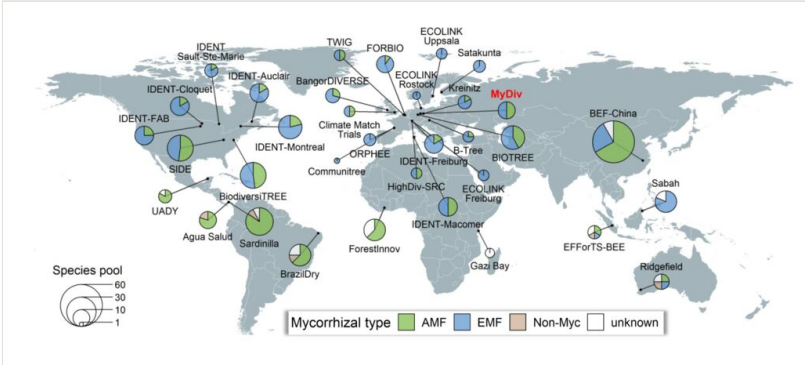 ECOLINK
Uppsala
TWIG
FORBIO
Satakunta
IDENT
Sault-Ste-Marie
BangorDIVERSE
ECOLINK
Rostock
Kreinitz
MyDiv
IDENT-Cloquet
IDENT-Auclair
IDENT-FAB
IDENT-Montreal
Climate Match
Trials
BEF-China
ORPHEE
B-Tree
BIOTREE
SIDE
IDENT-Freiburg
Communitree
HighDiv-SRC
ECOLINK
Freiburg
BiodiversiTREE
Sabah
UADY
Agua Salud
Sardinilla
IDENT-Macomer
ForestInnov
EFForTS-BEE
Gazi Bay
BrazilDry
Ridgefield
Species pool
60
30
10
1
Mycorrhizal type
AMF
EMF
Non-Myc
unknown